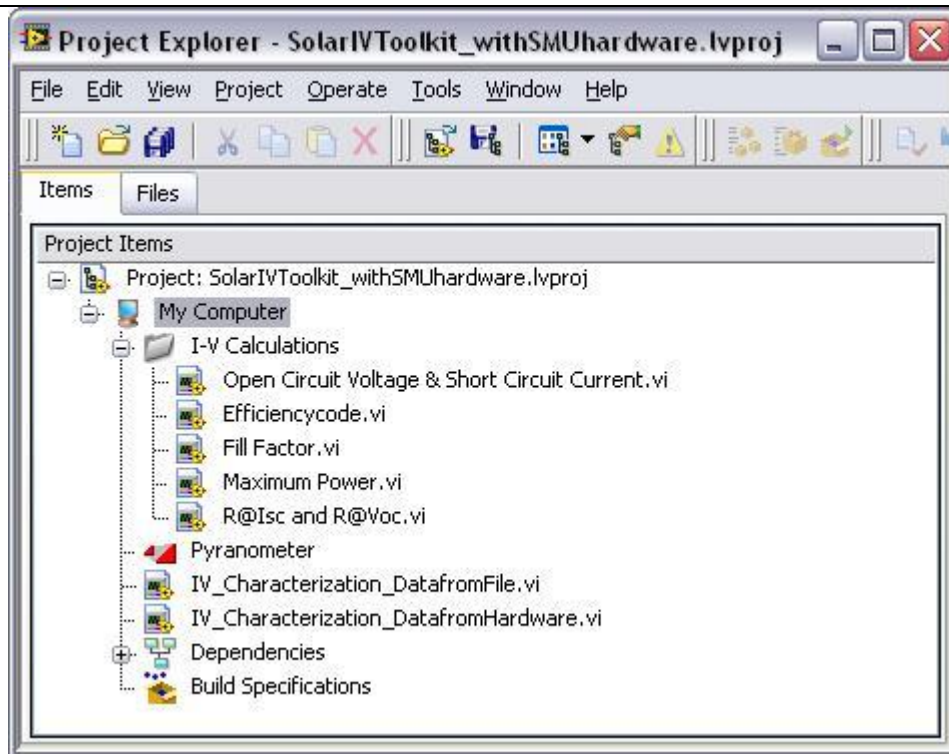 Project Explorer - SolarIVToolkit_withSMUhardware.lvproj
File Edit View Project Operate Tools Window Help
Items Files
Project Items
Project: SolarIVToolkit_withSMUhardware.lvproj
My Computer
I-V Calculations
Open Circuit Voltage & Short Circuit Current.vi
Efficiencycode.vi
Fill Factor.vi
Maximum Power.vi
R@Isc and R@Voc.vi
Pyranometer
IV_Characterization_DatafromFile.vi
IV_Characterization_DatafromHardware.vi
Dependencies
Build Specifications